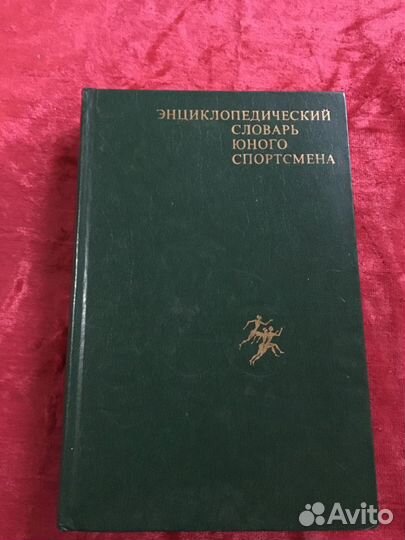 ЭНЦИКЛОПЕДИЧЕСКИЙ
СЛОВАРЬ
ЮНОГО
СПОРТСМЕНА
Avito